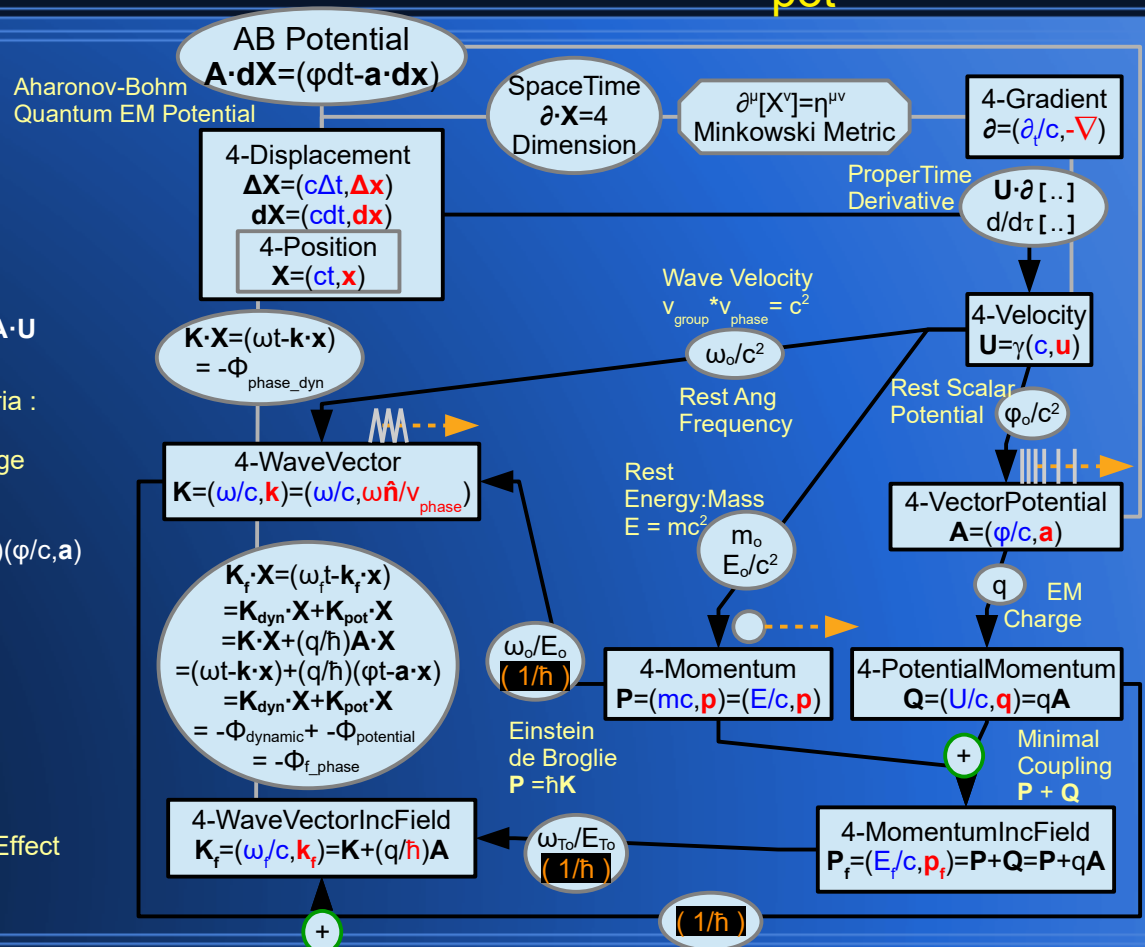 pot
AB Potential
A·dX=(φdt-a·dx)
Aharonov-Bohm
Quantum EM Potential
SpaceTime
∂·X=4
Dimension
∂^μ[X^ν]=η^μν
Minkowski Metric
4-Gradient
∂=(∂_t/c,-∇)
4-Displacement
ΔX=(cΔt,Δx)
dX=(cdt,dx)
4-Position
X=(ct,x)
ProperTime
Derivative
U·∂[..]
d/dτ[..]
Wave Velocity
v_group*v_phase = c²
ω_o/c²
Rest Ang
Frequency
4-Velocity
U=γ(c,u)
A·U
K·X=(ωt-k·x)
= -Φ_phase_dyn
Rest Scalar
Potential
φ_o/c²
ria :
4-WaveVector
K=(ω/c,k)=(ω/c,ωn̂/v_phase)
ge
Rest
Energy:Mass
E = mc²
m_o
E_o/c²
4-VectorPotential
A=(φ/c,a)
)(φ/c,a)
q
EM
Charge
K_f·X=(ω_ft-k_f·x)
=K_dyn·X+K_pot·X
=K·X+(q/ħ)A·X
=(ωt-k·x)+(q/ħ)(φt-a·x)
=K_dyn·X+K_pot·X
= -Φ_dynamic + -Φ_potential
= -Φ_f_phase
ω_o/E_o
(1/ħ)
4-Momentum
P=(mc,p)=(E/c,p)
4-PotentialMomentum
Q=(U/c,q)=qA
Einstein
de Broglie
P =ħK
+
Minimal
Coupling
P + Q
4-WaveVectorIncField
K_f=(ω_f/c,k_f)=K+(q/ħ)A
Effect
ω_To/E_To
(1/ħ)
4-MomentumIncField
P_f=(E_f/c,p_f)=P+Q=P+qA
(1/ħ)
+